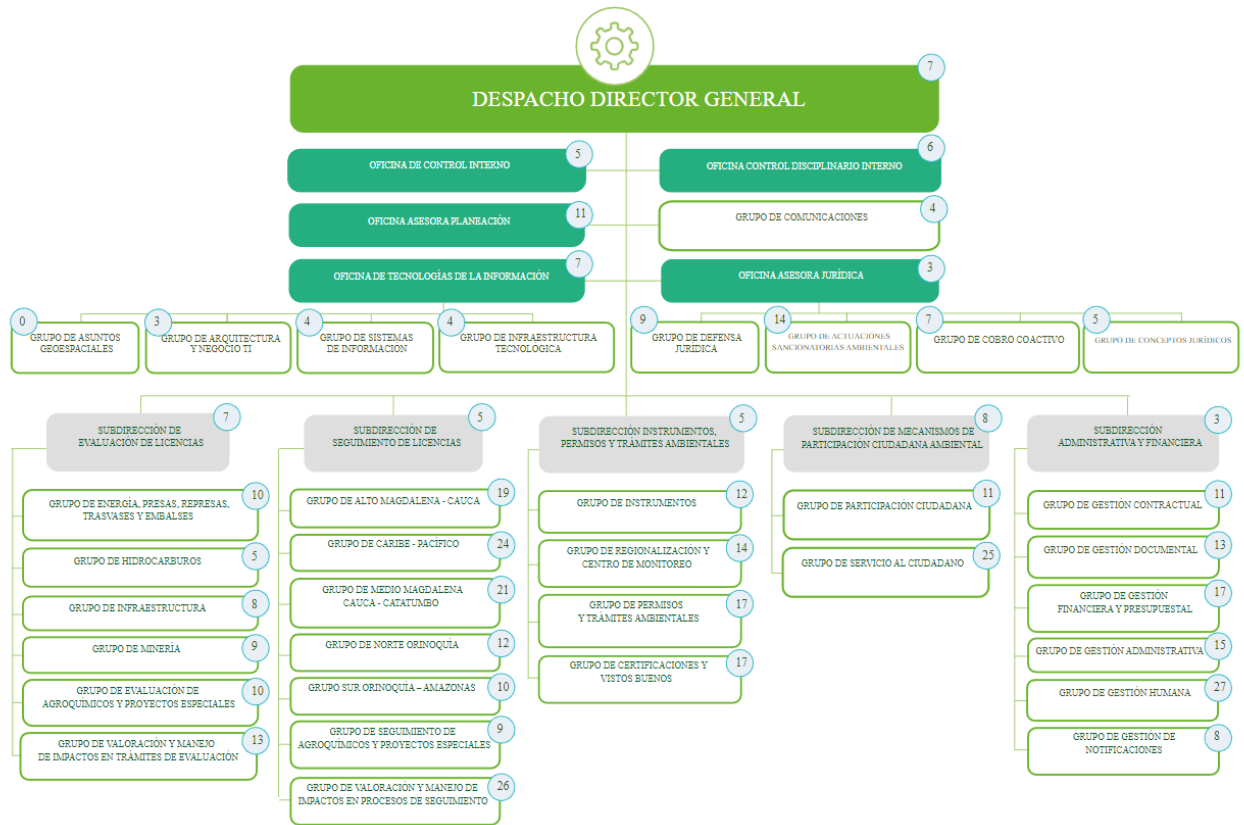 7
DESPACHO DIRECTOR GENERAL
5
OFICINA DE CONTROL INTERNO
6
OFICINA CONTROL DISCIPLINARIO INTERNO
11
OFICINA ASESORA PLANEACIÓN
4
GRUPO DE COMUNICACIONES
7
OFICINA DE TECNOLOGÍAS DE LA INFORMACIÓN
3
OFICINA ASESORA JURÍDICA
0
GRUPO DE ASUNTOS
GEOESPACIALES
3
GRUPO DE ARQUITECTURA
Y NEGOCIO TI
4
GRUPO DE SISTEMAS
DE INFORMACIÓN
4
GRUPO DE INFRAESTRUCTURA
TECNOLÓGICA
9
GRUPO DE DEFENSA
JURÍDICA
14
GRUPO DE ACTUACIONES
SANCIONATORIAS AMBIENTALES
7
GRUPO DE COBRO COACTIVO
5
GRUPO DE CONCEPTOS JURÍDICOS
7
SUBDIRECCIÓN DE
EVALUACIÓN DE LICENCIAS
10
GRUPO DE ENERGÍA, PRESAS, REPRESAS,
TRASVASES Y EMBALSES
5
GRUPO DE HIDROCARBUROS
8
GRUPO DE INFRAESTRUCTURA
9
GRUPO DE MINERÍA
10
GRUPO DE EVALUACIÓN DE
AGROQUÍMICOS Y PROYECTOS ESPECIALES
13
GRUPO DE VALORACIÓN Y MANEJO
DE IMPACTOS EN TRÁMITES DE EVALUACIÓN
5
SUBDIRECCIÓN DE
SEGUIMIENTO DE LICENCIAS
19
GRUPO DE ALTO MAGDALENA - CAUCA
24
GRUPO DE CARIBE - PACÍFICO
21
GRUPO DE MEDIO MAGDALENA
CAUCA - CATATUMBO
12
GRUPO DE NORTE ORINOQUÍA
10
GRUPO SUR ORINOQUÍA – AMAZONAS
9
GRUPO DE SEGUIMIENTO DE
AGROQUÍMICOS Y PROYECTOS ESPECIALES
26
GRUPO DE VALORACIÓN Y MANEJO DE
IMPACTOS EN PROCESOS DE SEGUIMIENTO
5
SUBDIRECCIÓN INSTRUMENTOS,
PERMISOS Y TRÁMITES AMBIENTALES
12
GRUPO DE INSTRUMENTOS
14
GRUPO DE REGIONALIZACIÓN Y
CENTRO DE MONITOREO
17
GRUPO DE PERMISOS
Y TRÁMITES AMBIENTALES
17
GRUPO DE CERTIFICACIONES Y
VISTOS BUENOS
8
SUBDIRECCIÓN DE MECANISMOS DE
PARTICIPACIÓN CIUDADANA AMBIENTAL
11
GRUPO DE PARTICIPACIÓN CIUDADANA
25
GRUPO DE SERVICIO AL CIUDADANO
3
SUBDIRECCIÓN
ADMINISTRATIVA Y FINANCIERA
11
GRUPO DE GESTIÓN CONTRACTUAL
13
GRUPO DE GESTIÓN DOCUMENTAL
17
GRUPO DE GESTIÓN
FINANCIERA Y PRESUPUESTAL
15
GRUPO DE GESTIÓN ADMINISTRATIVA
27
GRUPO DE GESTIÓN HUMANA
8
GRUPO DE GESTIÓN DE
NOTIFICACIONES